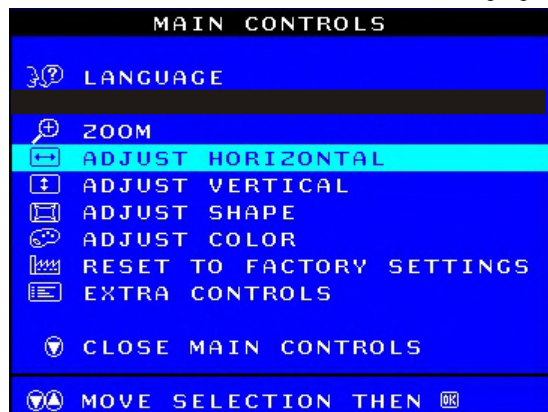 MAIN CONTROLS
LANGUAGE
ZOOM
ADJUST HORIZONTAL
ADJUST VERTICAL
ADJUST SHAPE
ADJUST COLOR
RESET TO FACTORY SETTINGS
EXTRA CONTROLS
CLOSE MAIN CONTROLS
MOVE SELECTION THEN OK